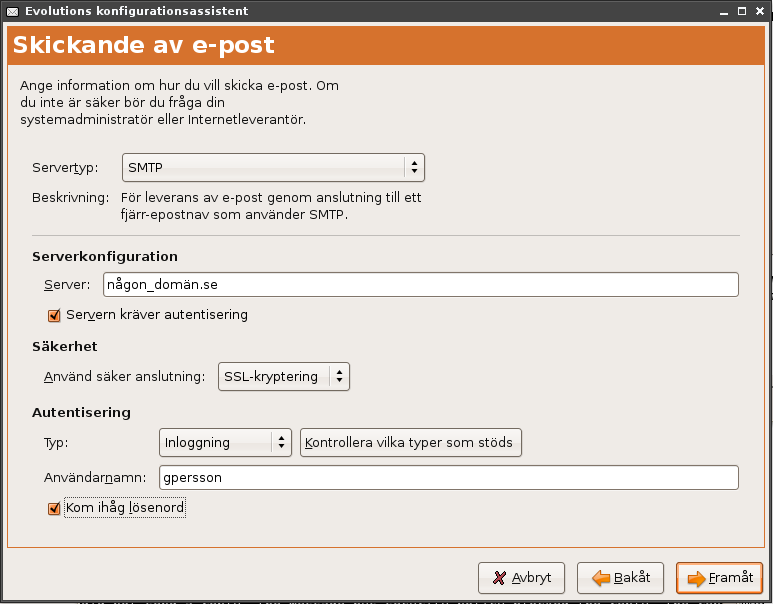 Evolutions konfigurationsassistent
Skickande av e-post
Ange information om hur du vill skicka e-post. Om
du inte är säker bör du fråga din
systemadministratör eller Internetleverantör.
Servertyp: SMTP
Beskrivning: För leverans av e-post genom anslutning till ett
fjärr-epostnav som använder SMTP.
Serverkonfiguration
Server: någon_domän.se
Servern kräver autentisering
Säkerhet
Använd säker anslutning: SSL-kryptering
Autentisering
Typ: Inloggning Kontrollera vilka typer som stöds
Användarnamn: gpersson
Kom ihåg lösenord
Avbryt Bakåt Framåt